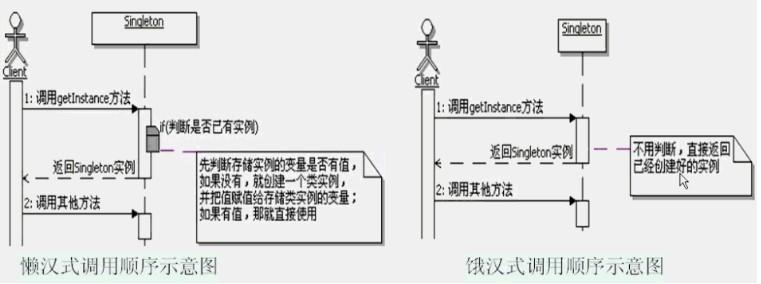 Singleton
Client
1: 调用getInstance方法
if(判断是否已有实例)
返回Singleton实例
先判断存储实例的变量是否有值，
如果没有，就创建一个类实例，
并把值赋值给存储类实例的变量；
如果有值，那就直接使用
2: 调用其他方法
懒汉式调用顺序示意图
Singleton
Client
1: 调用getInstance方法
返回Singleton实例
不用判断，直接返回
已经创建好的实例
2: 调用其他方法
饿汉式调用顺序示意图